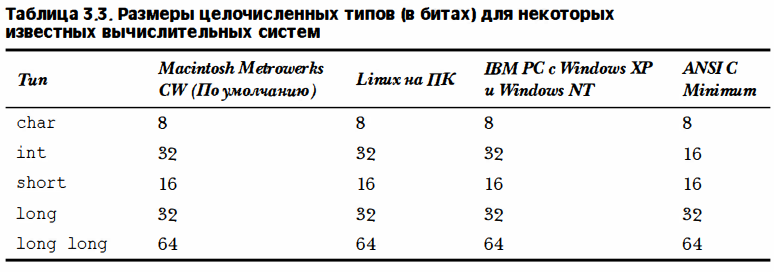 Таблица 3.3. Размеры целочисленных типов (в битах) для некоторых
известных вычислительных систем
Тип Macintosh Metrowerks CW (По умолчанию) Linux на ПК IBM PC с Windows XP и Windows NT ANSI C Minimum
char 8 8 8 8
int 32 32 32 16
short 16 16 16 16
long 32 32 32 32
long long 64 64 64 64